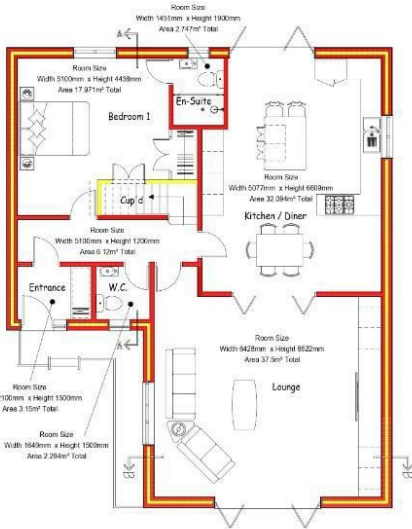 Room Size
Width 1451mm x Height 1900mm
Area 2.747m² Total
Room Size
Width 5100mm x Height 4438mm
Area 17.971m² Total
Bedroom 1
En-Suite
Cup'd
Room Size
Width 5077mm x Height 6609mm
Area 32.094m² Total
Kitchen / Diner
Room Size
Width 5100mm x Height 1200mm
Area 6.12m² Total
Entrance
W.C.
Room Size
Width 6428mm x Height 6522mm
Area 37.5m² Total
Lounge
Room Size
2100mm x Height 1500mm
Area 3.15m² Total
Room Size
Width 1649mm x Height 1500mm
Area 2.284m² Total
A
A